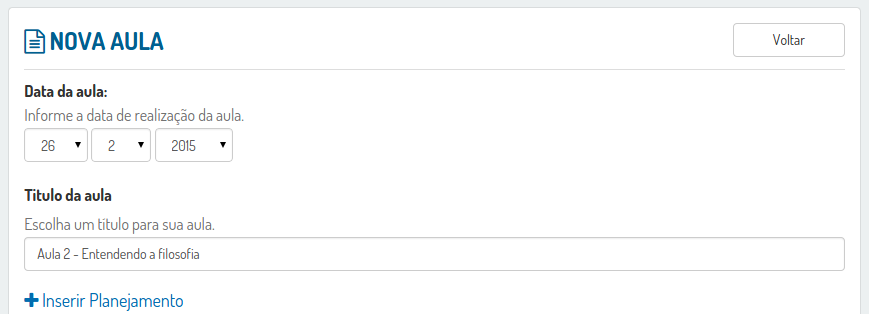 NOVA AULA
Voltar
Data da aula:
Informe a data de realização da aula.
26 2 2015
Titulo da aula
Escolha um titulo para sua aula.
Aula 2 - Entendendo a filosofia
Inserir Planejamento